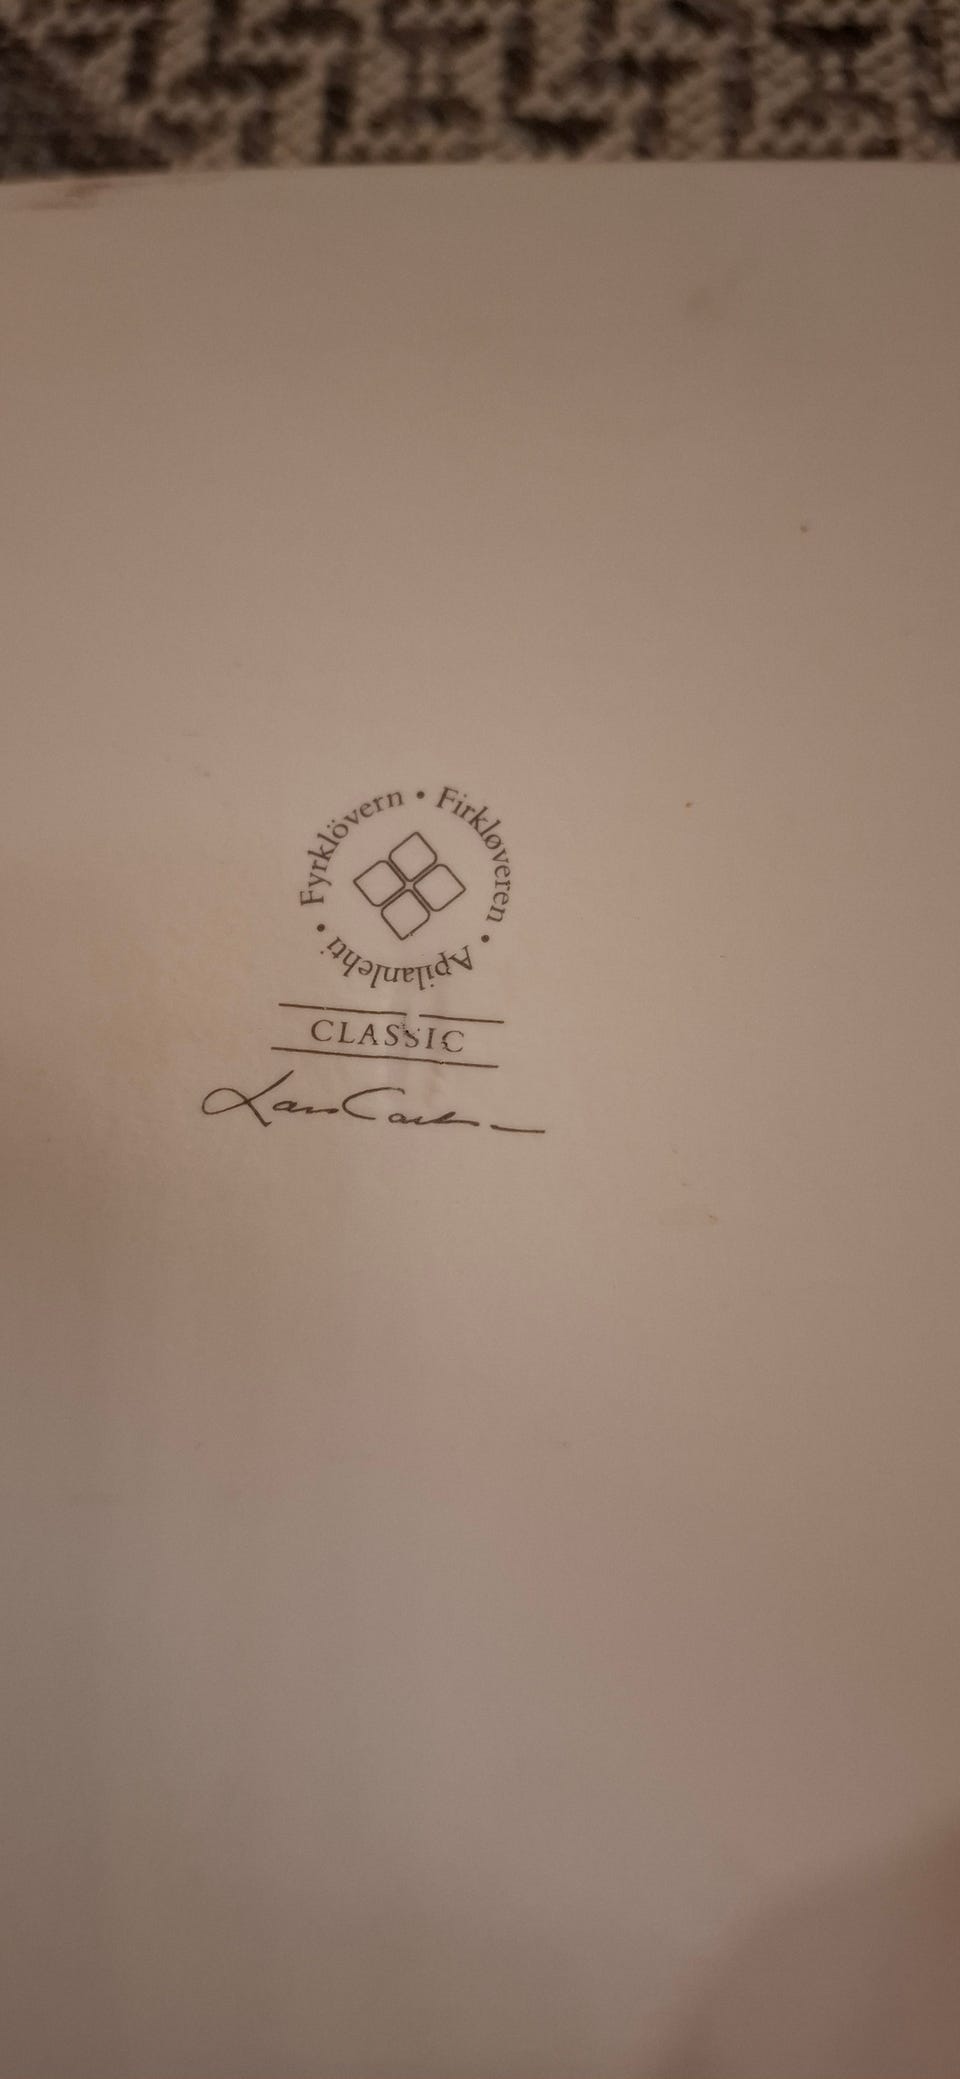 Fyrklövern • Firkløveren • Apilanlehti •
CLASSIC